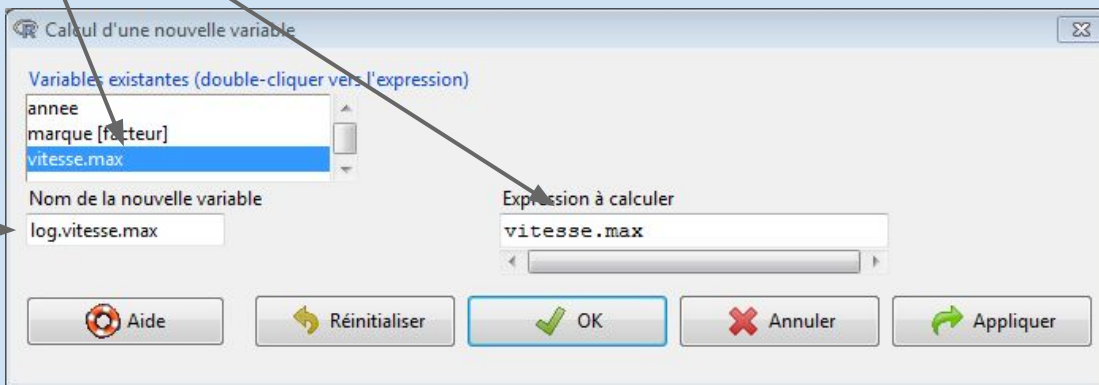 Calcul d'une nouvelle variable
Variables existantes (double-cliquer vers l'expression)
annee
marque [facteur]
vitesse.max
Nom de la nouvelle variable
Expression à calculer
log.vitesse.max
vitesse.max
Aide
Réinitialiser
OK
Annuler
Appliquer